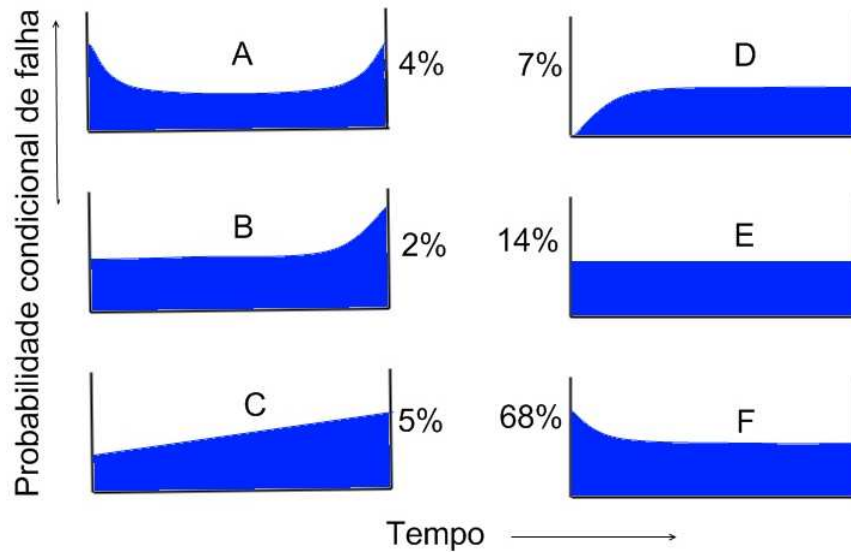 Probabilidade condicional de falha
A
4%
7%
D
B
2%
14%
E
C
5%
68%
F
Tempo